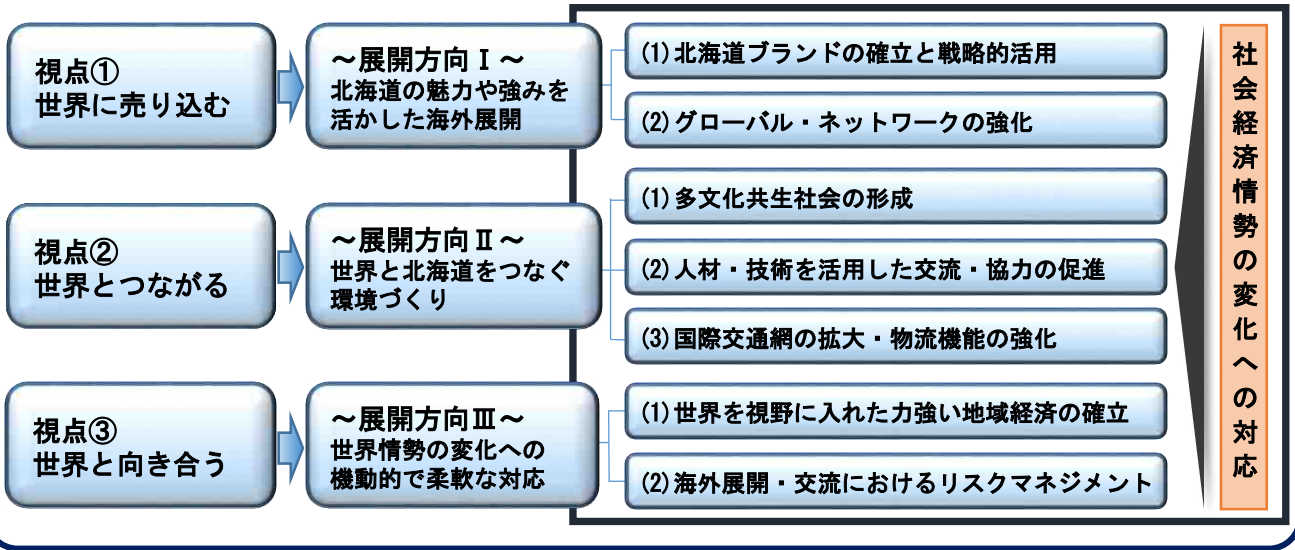 視点①
世界に売り込む
～展開方向Ⅰ～
北海道の魅力や強みを
活かした海外展開
(1)北海道ブランドの確立と戦略的活用
(2)グローバル・ネットワークの強化
視点②
世界とつながる
～展開方向Ⅱ～
世界と北海道をつなぐ
環境づくり
(1)多文化共生社会の形成
(2)人材・技術を活用した交流・協力の促進
(3)国際交通網の拡大・物流機能の強化
視点③
世界と向き合う
～展開方向Ⅲ～
世界情勢の変化への
機動的で柔軟な対応
(1)世界を視野に入れた力強い地域経済の確立
(2)海外展開・交流におけるリスクマネジメント
社会経済情勢の変化への対応